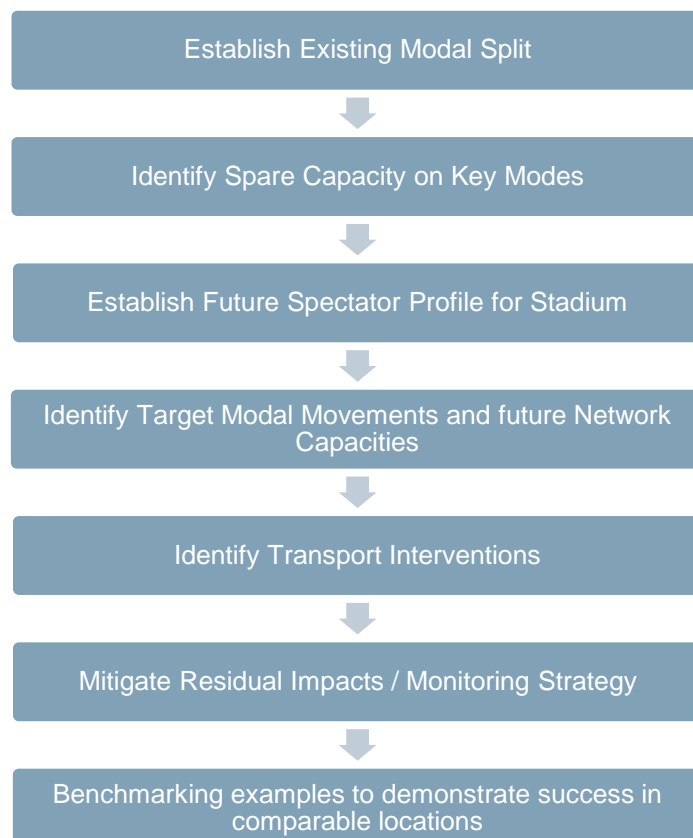 Establish Existing Modal Split
Identify Spare Capacity on Key Modes
Establish Future Spectator Profile for Stadium
Identify Target Modal Movements and future Network
Capacities
Identify Transport Interventions
Mitigate Residual Impacts / Monitoring Strategy
Benchmarking examples to demonstrate success in
comparable locations